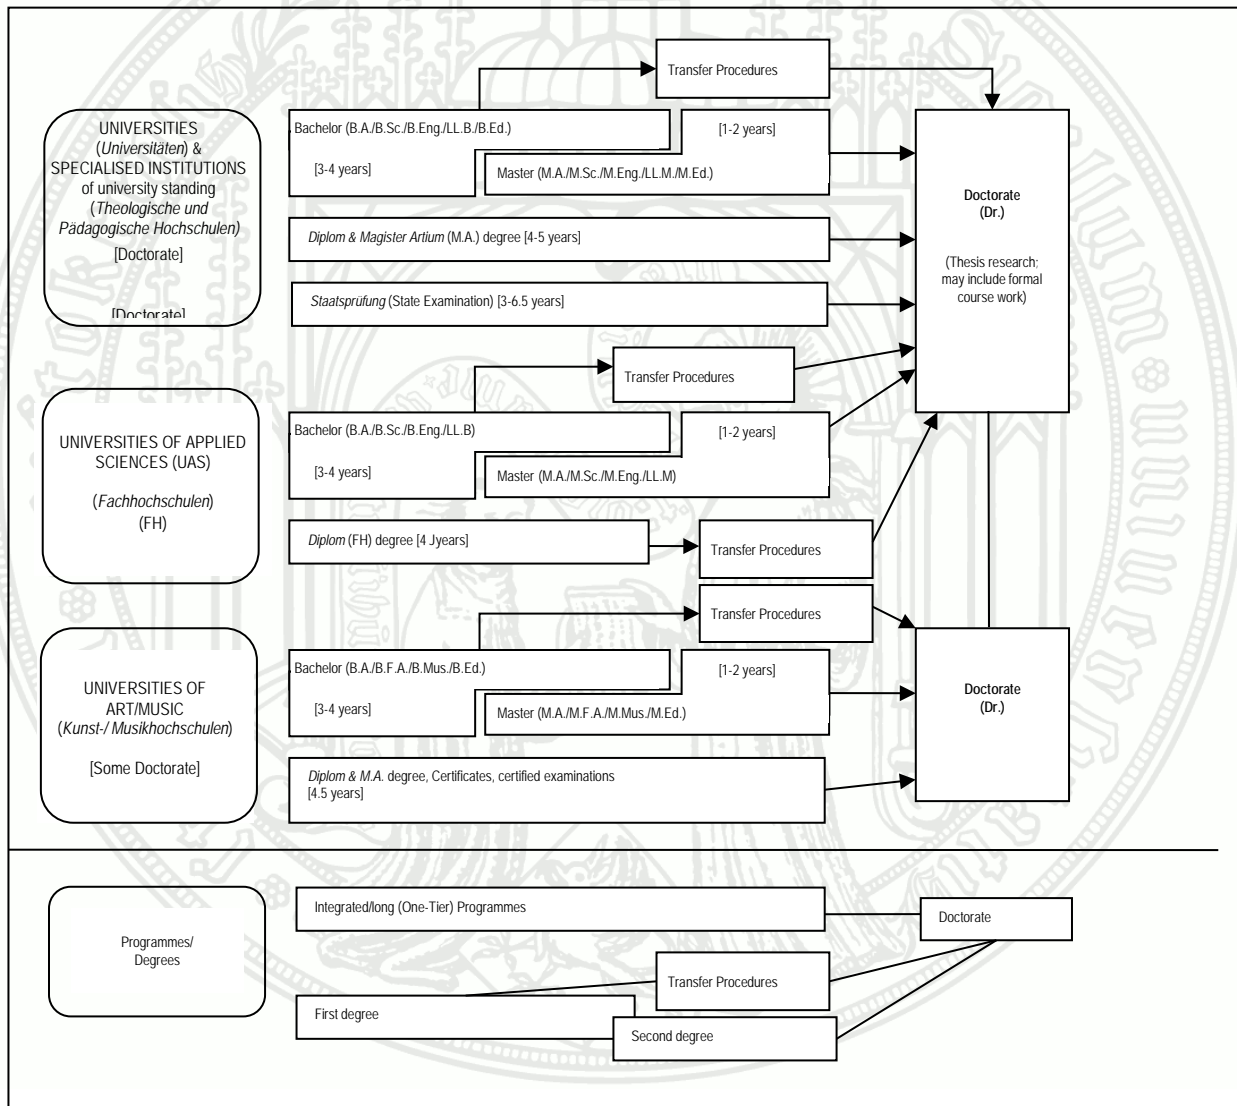 Transfer Procedures
UNIVERSITIES
(Universitäten) &
SPECIALISED INSTITUTIONS
of university standing
(Theologische und
Pädagogische Hochschulen)
[Doctorate]
[Doctorate]
Bachelor (B.A./B.Sc./B.Eng./LL.B./B.Ed.)
[3-4 years]
[1-2 years]
Master (M.A./M.Sc./M.Eng./LL.M./M.Ed.)
Diplom & Magister Artium (M.A.) degree [4-5 years]
Staatsprüfung (State Examination) [3-6.5 years]
Doctorate
(Dr.)
(Thesis research;
may include formal
course work)
Transfer Procedures
UNIVERSITIES OF APPLIED
SCIENCES (UAS)
(Fachhochschulen)
(FH)
Bachelor (B.A./B.Sc./B.Eng./LL.B)
[3-4 years]
[1-2 years]
Master (M.A./M.Sc./M.Eng./LL.M)
Diplom (FH) degree [4 Jyears]
Transfer Procedures
Transfer Procedures
UNIVERSITIES OF
ART/MUSIC
(Kunst-/ Musikhochschulen)
[Some Doctorate]
Bachelor (B.A./B.F.A./B.Mus./B.Ed.)
[3-4 years]
[1-2 years]
Master (M.A./M.F.A./M.Mus./M.Ed.)
Diplom & M.A. degree, Certificates, certified examinations
[4.5 years]
Doctorate
(Dr.)
Programmes/
Degrees
Integrated/long (One-Tier) Programmes
Doctorate
Transfer Procedures
First degree
Second degree